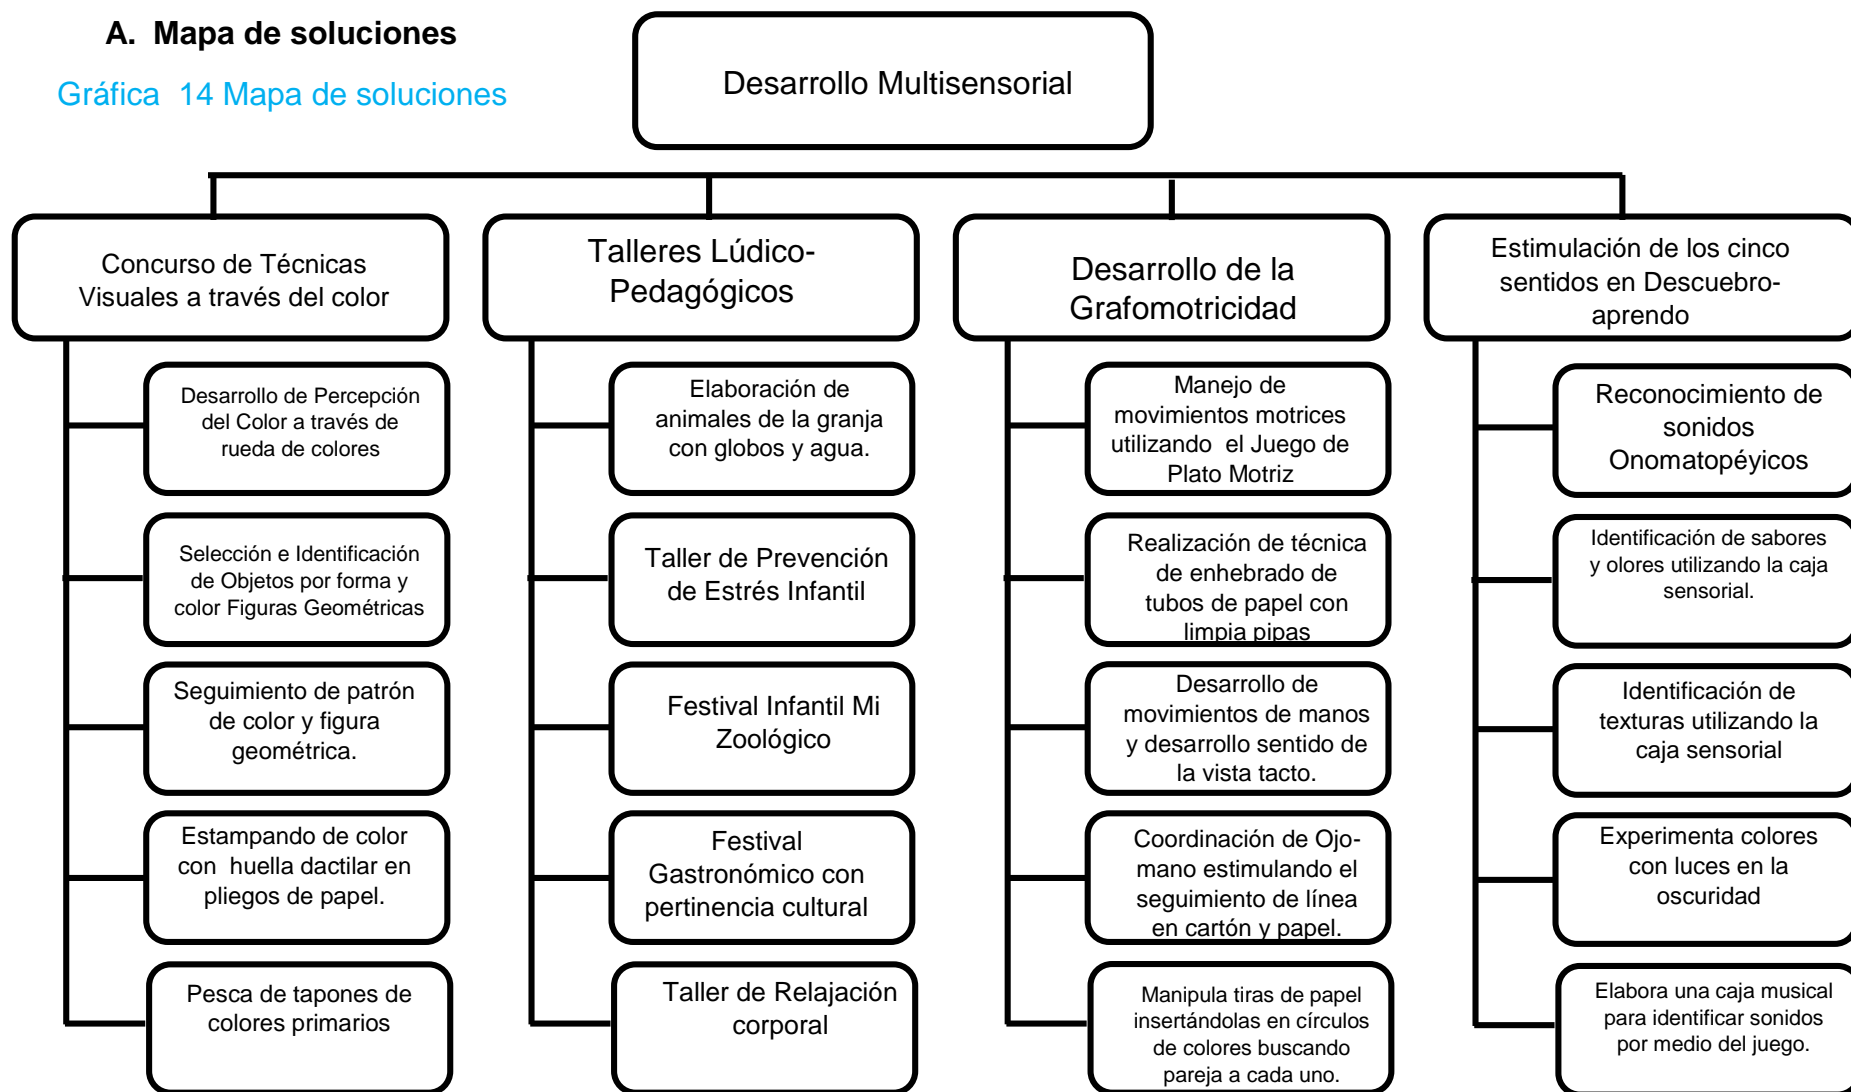 A. Mapa de soluciones
Gráfica 14 Mapa de soluciones
Desarrollo Multisensorial
Concurso de Técnicas
Visuales a través del color
Desarrollo de Percepción
del Color a través de
rueda de colores
Selección e Identificación
de Objetos por forma y
color Figuras Geométricas
Seguimiento de patrón
de color y figura
geométrica.
Estampando de color
con huella dactilar en
pliegos de papel.
Pesca de tapones de
colores primarios
Talleres Lúdico-
Pedagógicos
Elaboración de
animales de la granja
con globos y agua.
Taller de Prevención
de Estrés Infantil
Festival Infantil Mi
Zoológico
Festival
Gastronómico con
pertinencia cultural
Taller de Relajación
corporal
Desarrollo de la
Grafomotricidad
Manejo de
movimientos motrices
utilizando el Juego de
Plato Motriz
Realización de técnica
de enhebrado de
tubos de papel con
limpia pipas
Desarrollo de
movimientos de manos
y desarrollo sentido de
la vista tacto.
Coordinación de Ojo-
mano estimulando el
seguimiento de línea
en cartón y papel.
Manipula tiras de papel
insertándolas en círculos
de colores buscando
pareja a cada uno.
Estimulación de los cinco
sentidos en Descuebro-
aprendo
Reconocimiento de
sonidos
Onomatopéyicos
Identificación de sabores
y olores utilizando la caja
sensorial.
Identificación de
texturas utilizando la
caja sensorial
Experimenta colores
con luces en la
oscuridad
Elabora una caja musical
para identificar sonidos
por medio del juego.